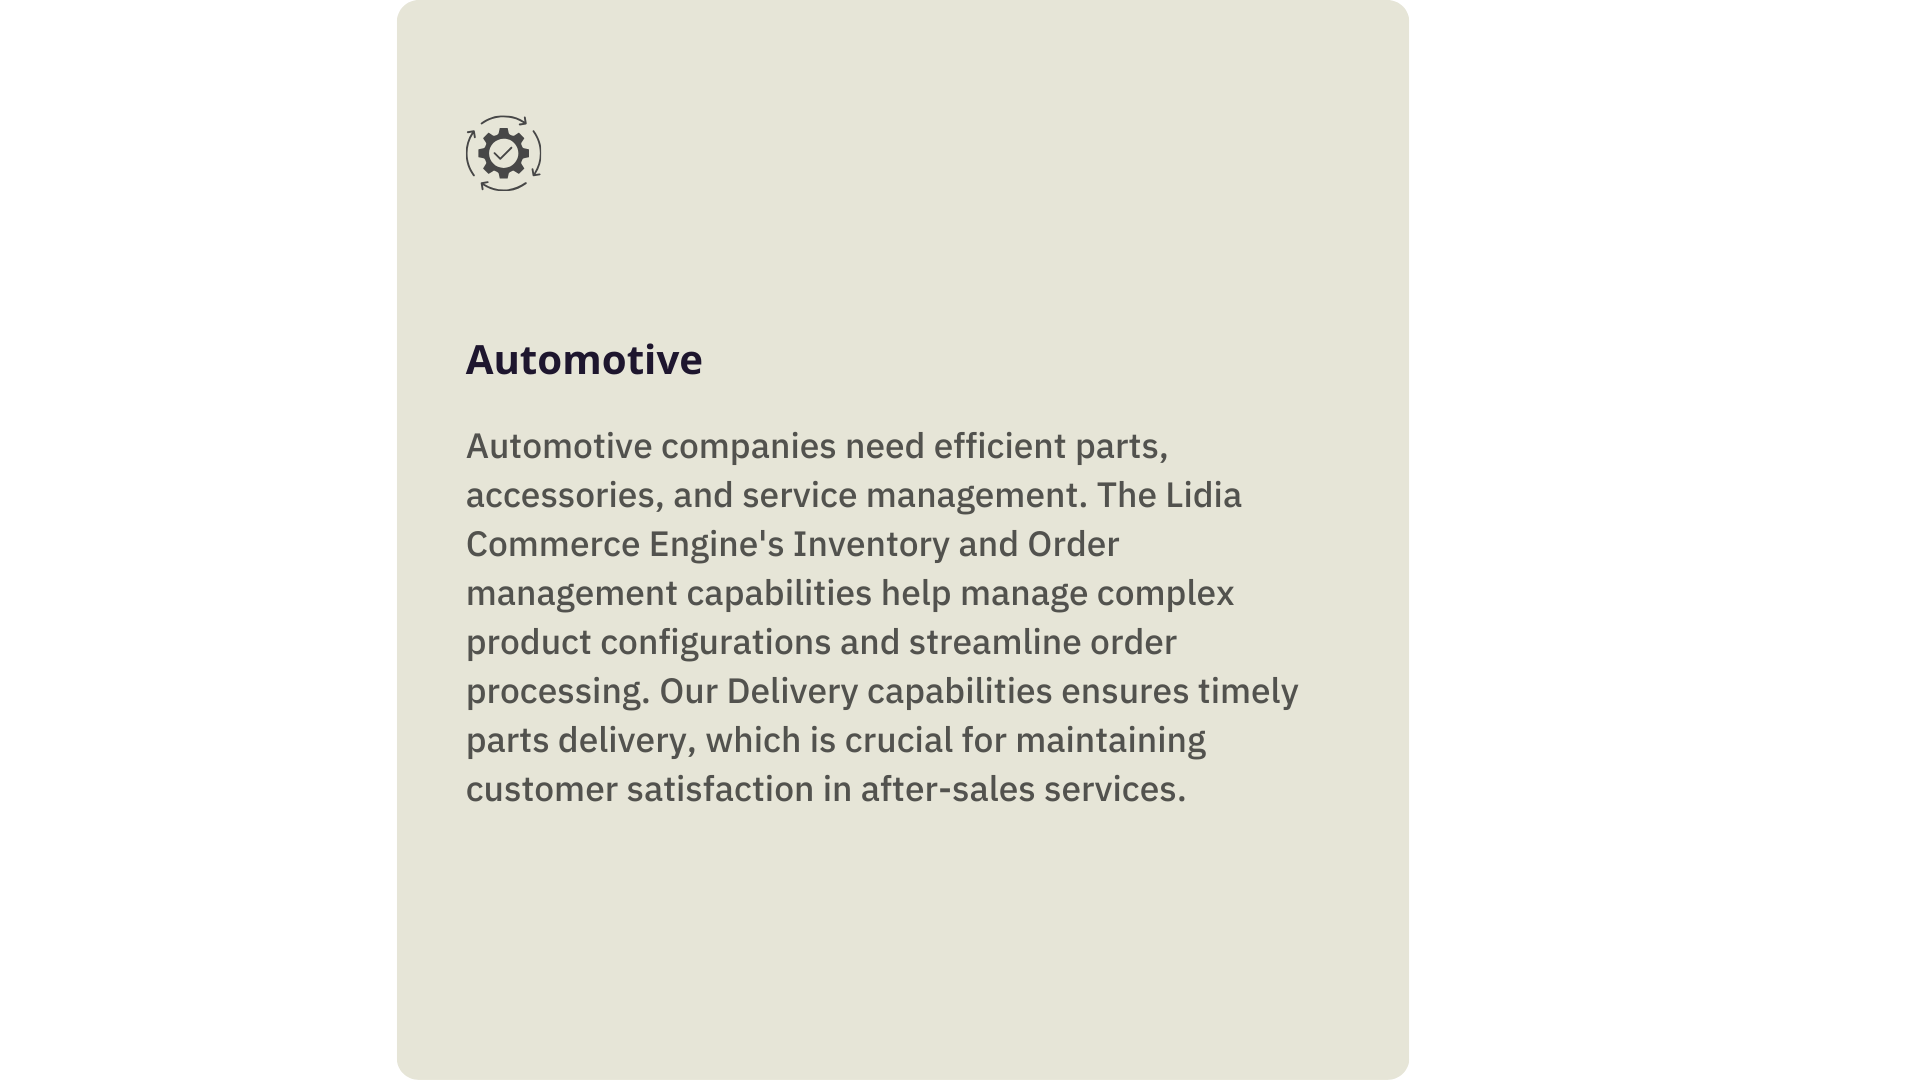 Automotive
Automotive companies need efficient parts,
accessories, and service management. The Lidia
Commerce Engine's Inventory and Order
management capabilities help manage complex
product configurations and streamline order
processing. Our Delivery capabilities ensures timely
parts delivery, which is crucial for maintaining
customer satisfaction in after-sales services.